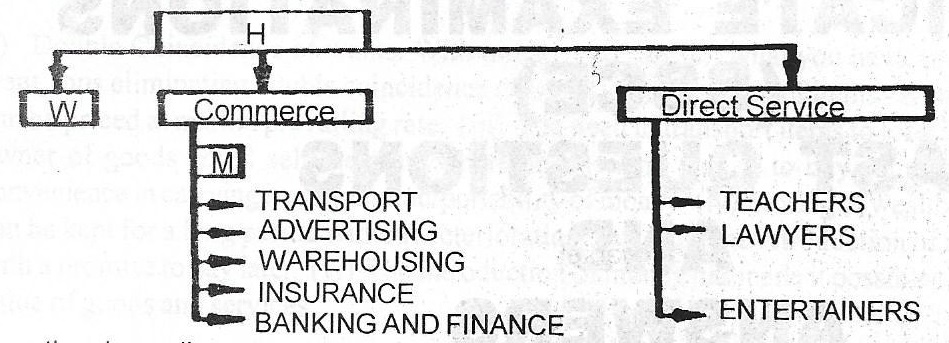 H
W
Commerce
Direct Service
M
TRANSPORT
ADVERTISING
WAREHOUSING
INSURANCE
BANKING AND FINANCE
TEACHERS
LAWYERS
ENTERTAINERS